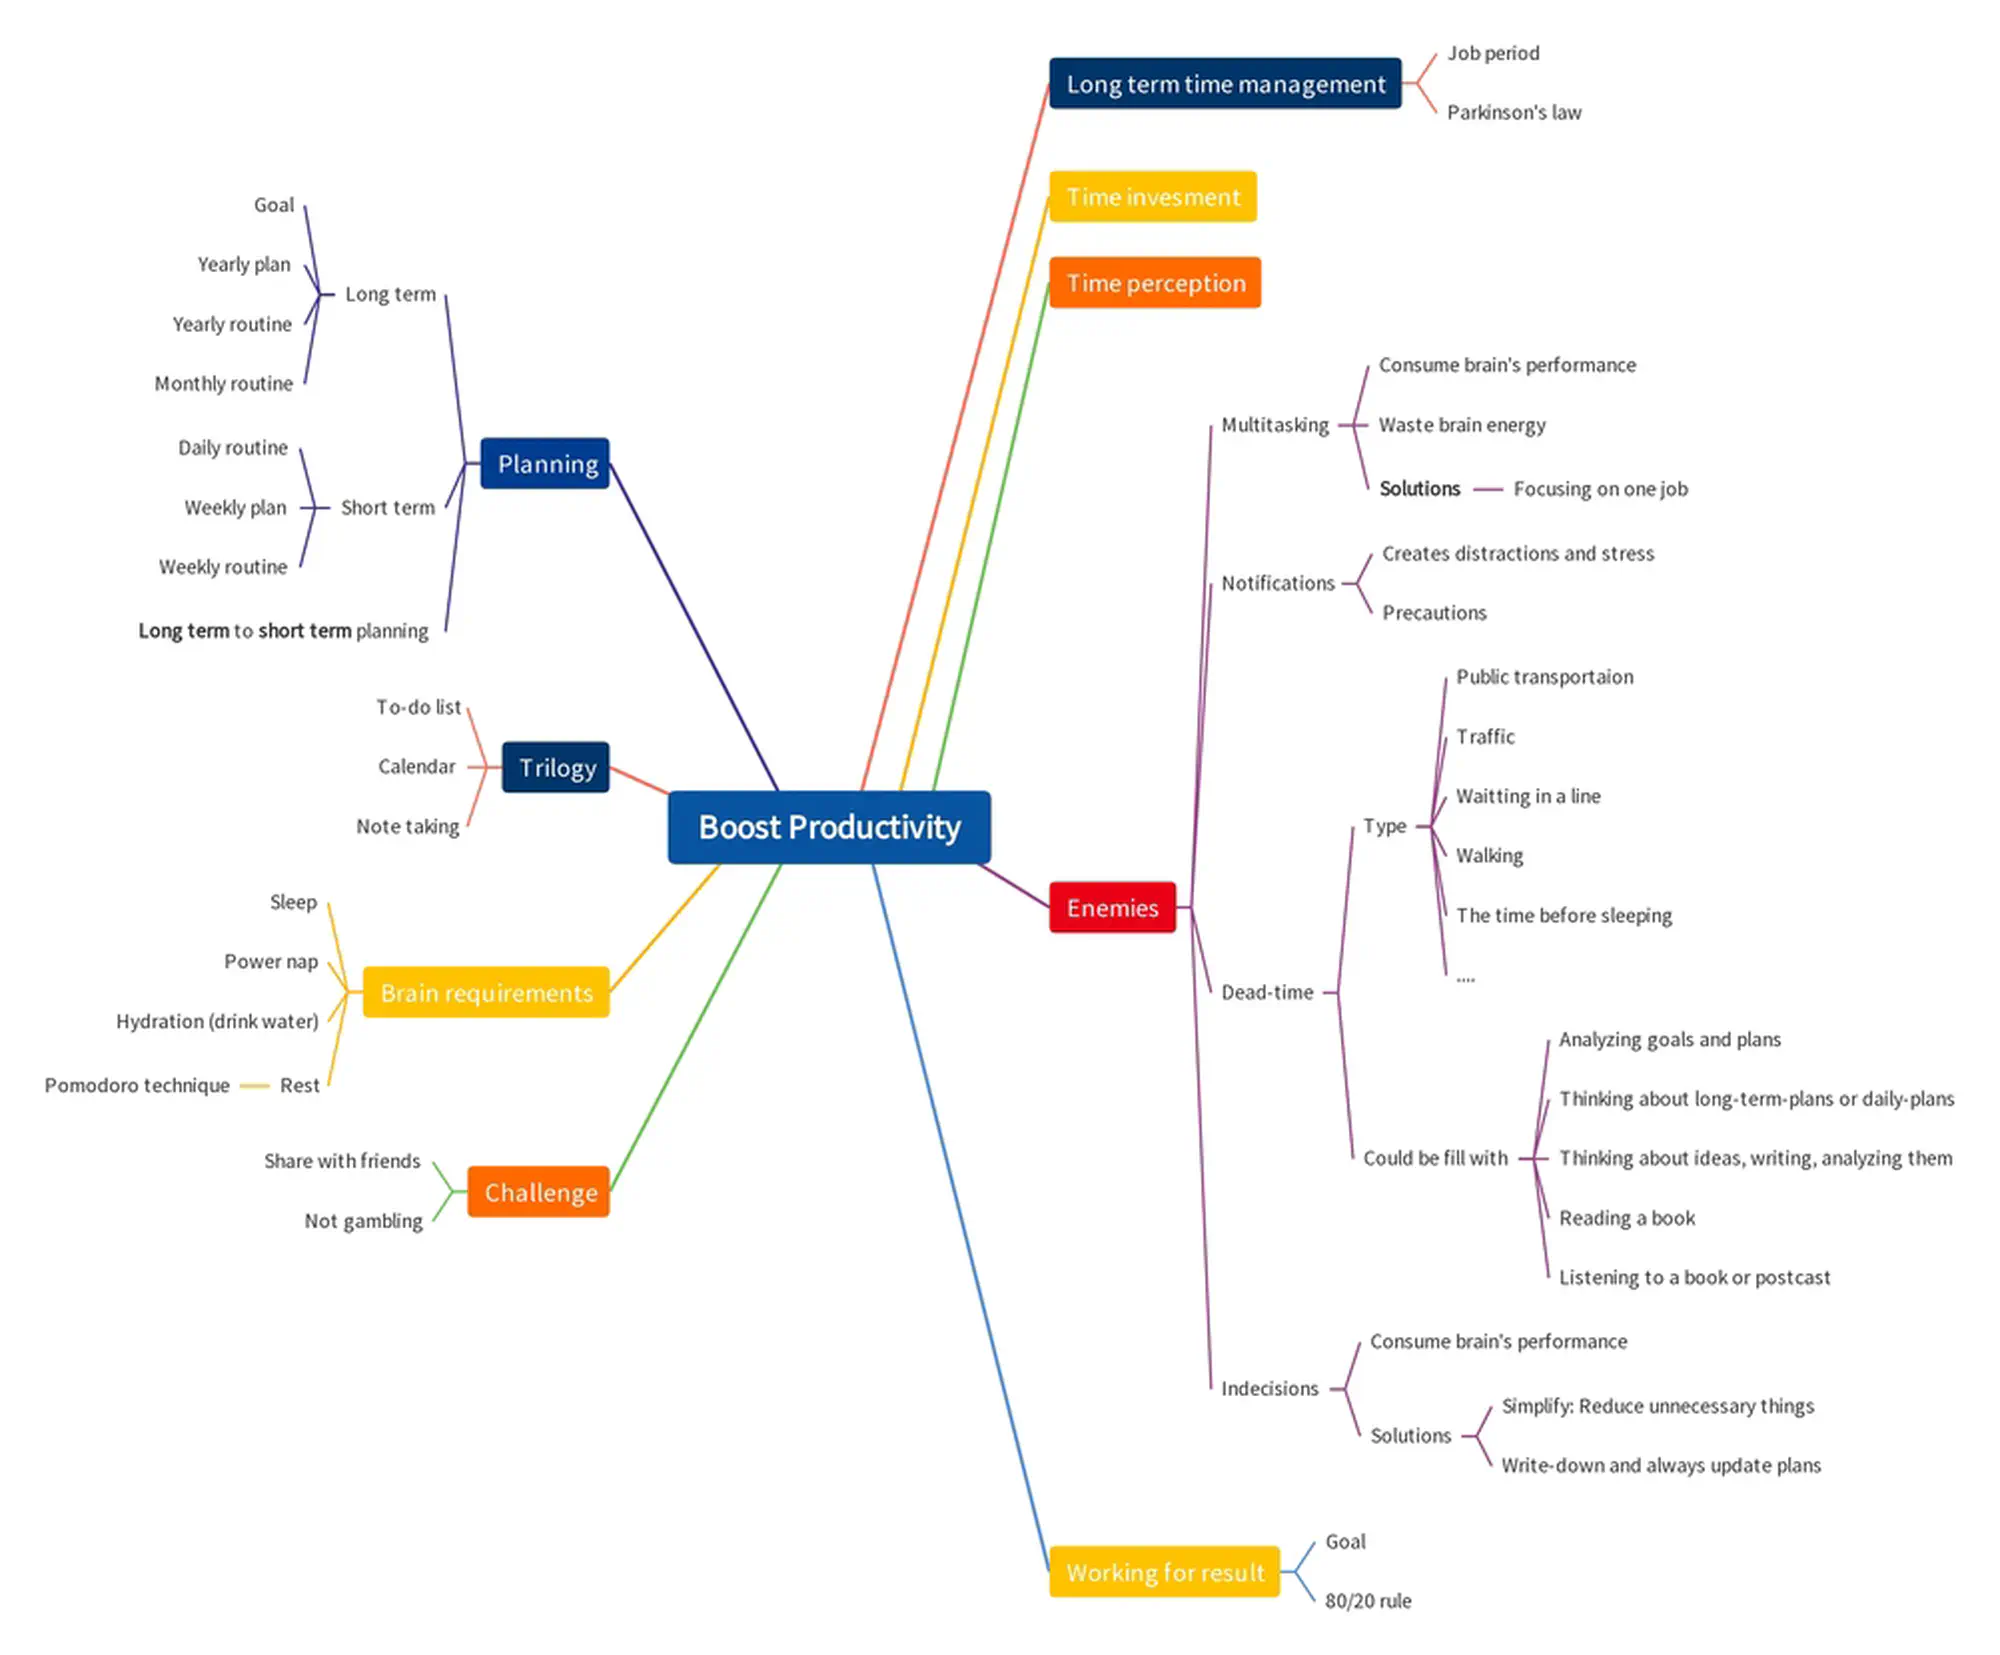 Boost Productivity
Long term time management
Job period
Parkinson's law
Time invesment
Time perception
Enemies
Multitasking
Consume brain's performance
Waste brain energy
Solutions
Focusing on one job
Notifications
Creates distractions and stress
Precautions
Dead-time
Type
Public transportaion
Traffic
Waitting in a line
Walking
The time before sleeping
....
Could be fill with
Analyzing goals and plans
Thinking about long-term-plans or daily-plans
Thinking about ideas, writing, analyzing them
Reading a book
Listening to a book or postcast
Indecisions
Consume brain's performance
Solutions
Simplify: Reduce unnecessary things
Write-down and always update plans
Working for result
Goal
80/20 rule
Planning
Long term
Goal
Yearly plan
Yearly routine
Monthly routine
Short term
Daily routine
Weekly plan
Weekly routine
Long term to short term planning
Trilogy
To-do list
Calendar
Note taking
Brain requirements
Sleep
Power nap
Hydration (drink water)
Rest
Pomodoro technique
Challenge
Share with friends
Not gambling